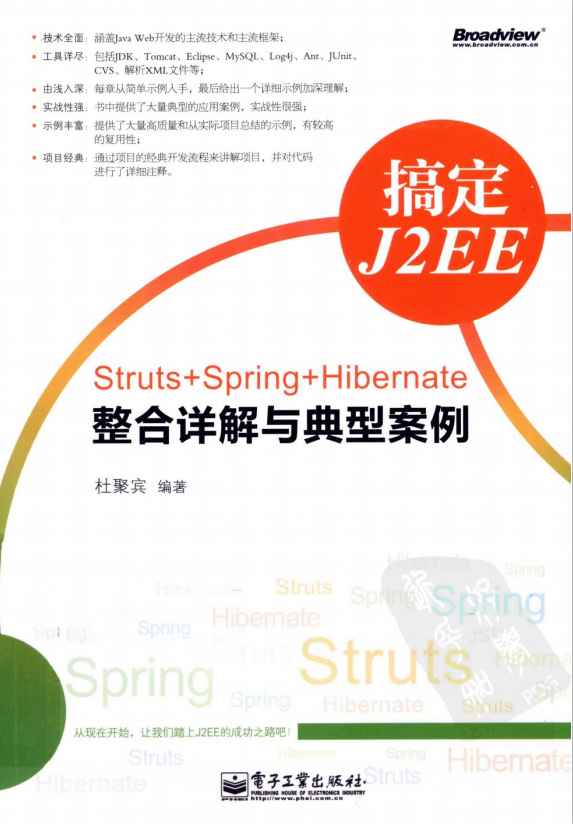 • 技术全面：涵盖Java Web开发的主流技术和主流框架；
• 工具详尽：包括JDK、Tomcat、Eclipse、MySQL、Log4j、Ant、JUnit、
CVS、解析XML文件等；
• 由浅入深：每章从简单示例入手，最后给出一个详细示例加深理解；
• 实战性强：书中提供了大量典型的应用案例，实战性很强；
• 示例丰富：提供了大量高质量和从实际项目总结的示例，有较高
的复用性；
• 项目经典：通过项目的经典开发流程来讲解项目，并对代码
进行了详细注释。
Broadview®
www.broadview.com.cn
搞定
J2EE
Struts+Spring+Hibernate
整合详解与典型案例
杜聚宾 编著
Hibernate
Spring
Struts
Spring
Spring
Hibernate
Spring
Struts
Hibernate
Spring
Spring
Hibernate
Struts
从现在开始，让我们踏上J2EE的成功之路吧！
Struts
Hibernate
Spring
Hibernate
Hibernate
Struts
电子工业出版社
PUBLISHING HOUSE OF ELECTRONICS INDUSTRY
http://www.phei.com.cn